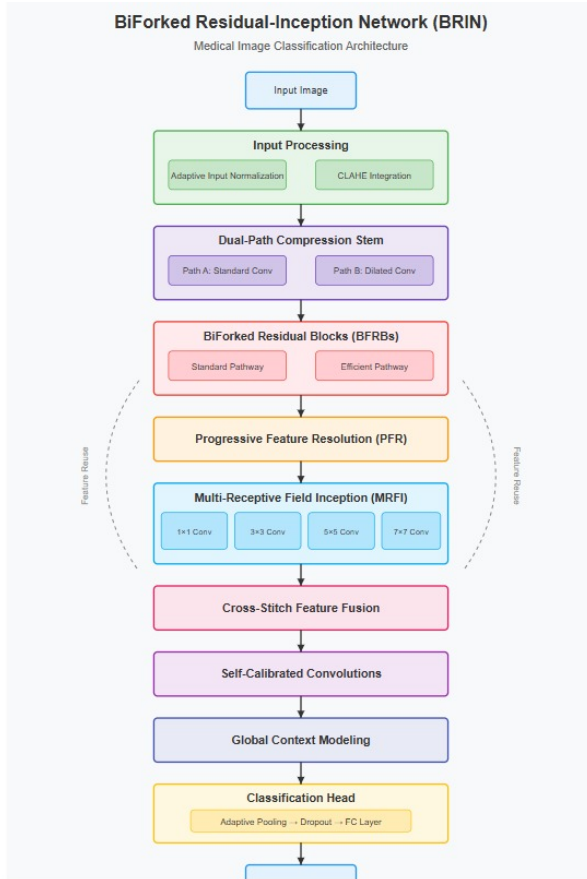 BiForked Residual-Inception Network (BRIN)
Medical Image Classification Architecture
Input Image
Input Processing
Adaptive Input Normalization
CLAHE Integration
Dual-Path Compression Stem
Path A: Standard Conv
Path B: Dilated Conv
BiForked Residual Blocks (BFRBs)
Standard Pathway
Efficient Pathway
Feature Reuse
Feature Reuse
Progressive Feature Resolution (PFR)
Multi-Receptive Field Inception (MRFI)
1×1 Conv
3×3 Conv
5×5 Conv
7×7 Conv
Cross-Stitch Feature Fusion
Self-Calibrated Convolutions
Global Context Modeling
Classification Head
Adaptive Pooling → Dropout → FC Layer